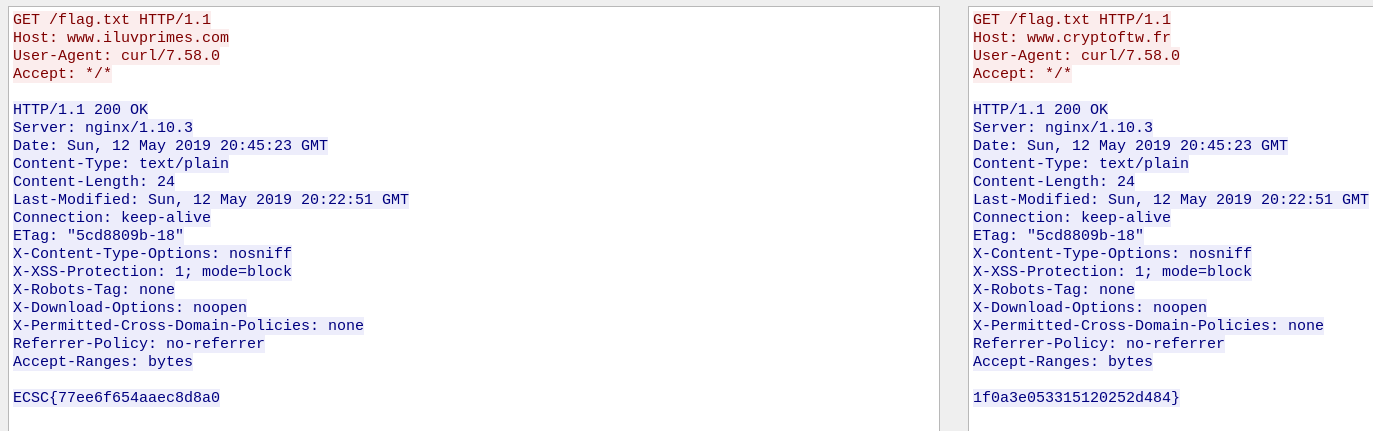 GET /flag.txt HTTP/1.1
Host: www.iluvprimes.com
User-Agent: curl/7.58.0
Accept: */*
HTTP/1.1 200 OK
Server: nginx/1.10.3
Date: Sun, 12 May 2019 20:45:23 GMT
Content-Type: text/plain
Content-Length: 24
Last-Modified: Sun, 12 May 2019 20:22:51 GMT
Connection: keep-alive
ETag: "5cd8809b-18"
X-Content-Type-Options: nosniff
X-XSS-Protection: 1; mode=block
X-Robots-Tag: none
X-Download-Options: noopen
X-Permitted-Cross-Domain-Policies: none
Referrer-Policy: no-referrer
Accept-Ranges: bytes
ECSC{77ee6f654aaec8d8a0
GET /flag.txt HTTP/1.1
Host: www.cryptoftw.fr
User-Agent: curl/7.58.0
Accept: */*
HTTP/1.1 200 OK
Server: nginx/1.10.3
Date: Sun, 12 May 2019 20:45:23 GMT
Content-Type: text/plain
Content-Length: 24
Last-Modified: Sun, 12 May 2019 20:22:51 GMT
Connection: keep-alive
ETag: "5cd8809b-18"
X-Content-Type-Options: nosniff
X-XSS-Protection: 1; mode=block
X-Robots-Tag: none
X-Download-Options: noopen
X-Permitted-Cross-Domain-Policies: none
Referrer-Policy: no-referrer
Accept-Ranges: bytes
1f0a3e053315120252d484}